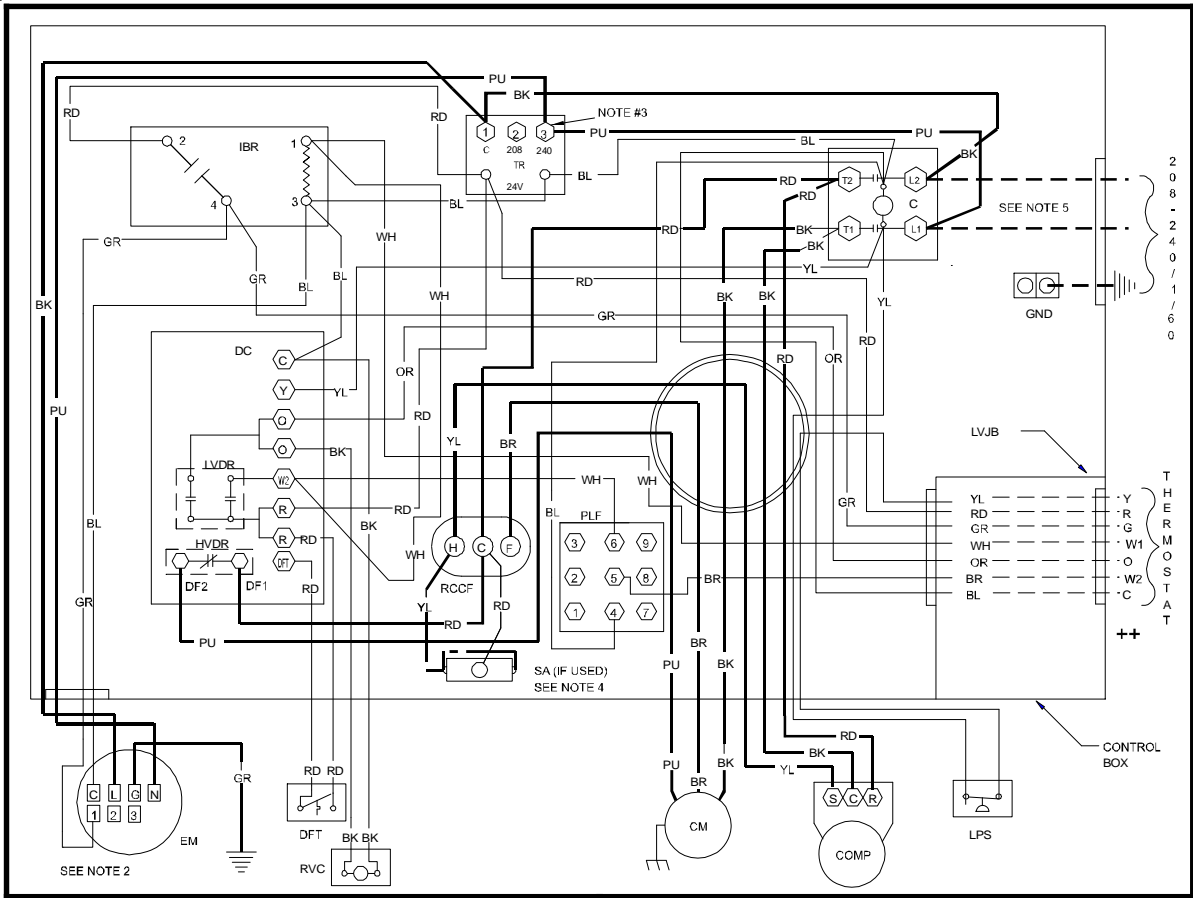 PU
BK
NOTE #3
RD
RD
1 2 3
C 208 240
TR
24V
PU
PU
BL
BK
2
IBR
1
4
3
BL
BL
WH
GR
GR
BL
BL
WH
RD
T2
L2
RD
RD
C
BK
T1
L1
BK
SEE NOTE 5
208-240/1/60
YL
RD
YL
GND
BK
BK
BK
GR
PU
DC
C
Y
YL
O
O
BK
W2
R
RD
R
RD
DFT
LVDR
HVDR
DF2
DF1
OR
RD
YL
BR
RD
OR
RD
LVJB
WH
WH
GR
BL
BK
BL
PLF
3 6 9
2 5 8
1 4 7
H C F
RCCF
WH
BR
YL
RD
RD
PU
GR
YL
RD
GR
WH
OR
BR
BL
Y
R
G
W1
O
W2
C
THERMOSTAT
++
BR
PU
BK
SA (IF USED)
SEE NOTE 4
RD
BK
YL
PU
BR
BK
CONTROL
BOX
C L G N
1 2 3
EM
GR
RD RD
DFT
BK BK
RVC
SEE NOTE 2
CM
S C R
COMP
LPS